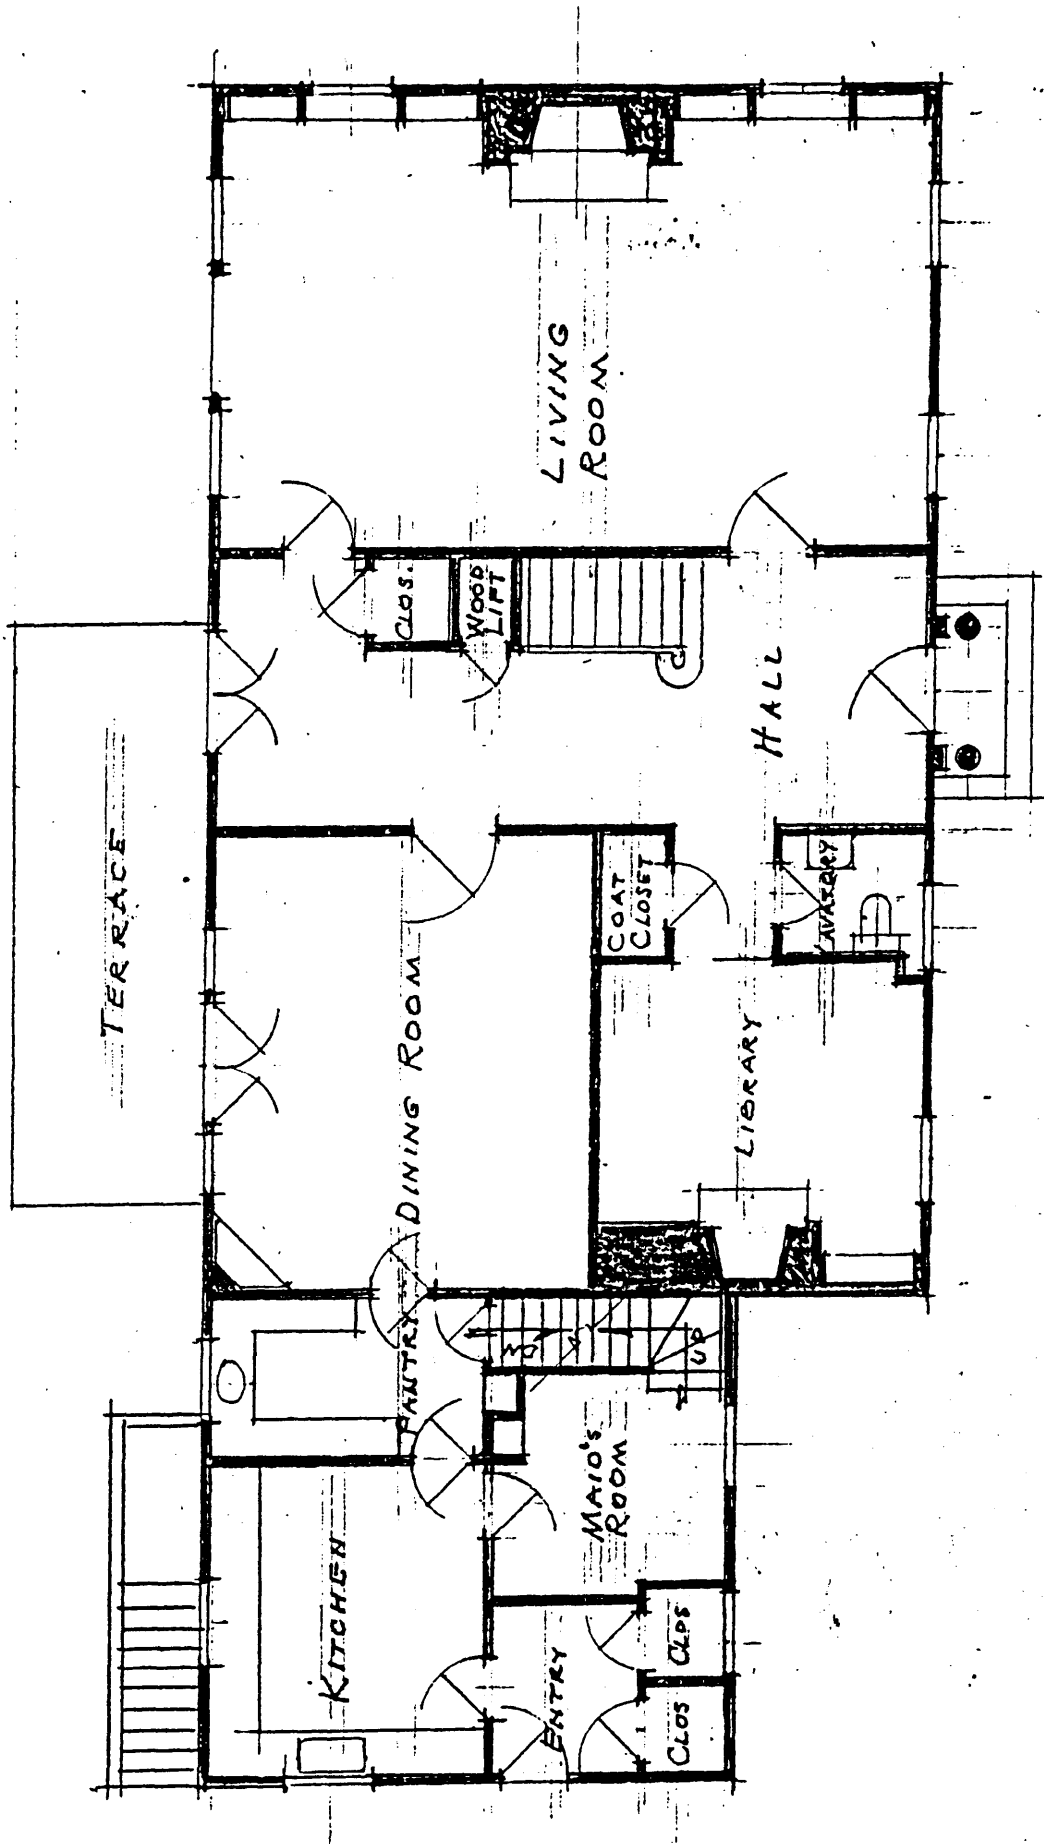 LIVING
ROOM
CLOS.
WOOD
LIFT
HALL
TERRACE
COAT
CLOSET
LAVATORY
DINING ROOM
LIBRARY
PANTRY
UP
MAID'S
ROOM
KITCHEN
ENTRY
CLOS
CLOS